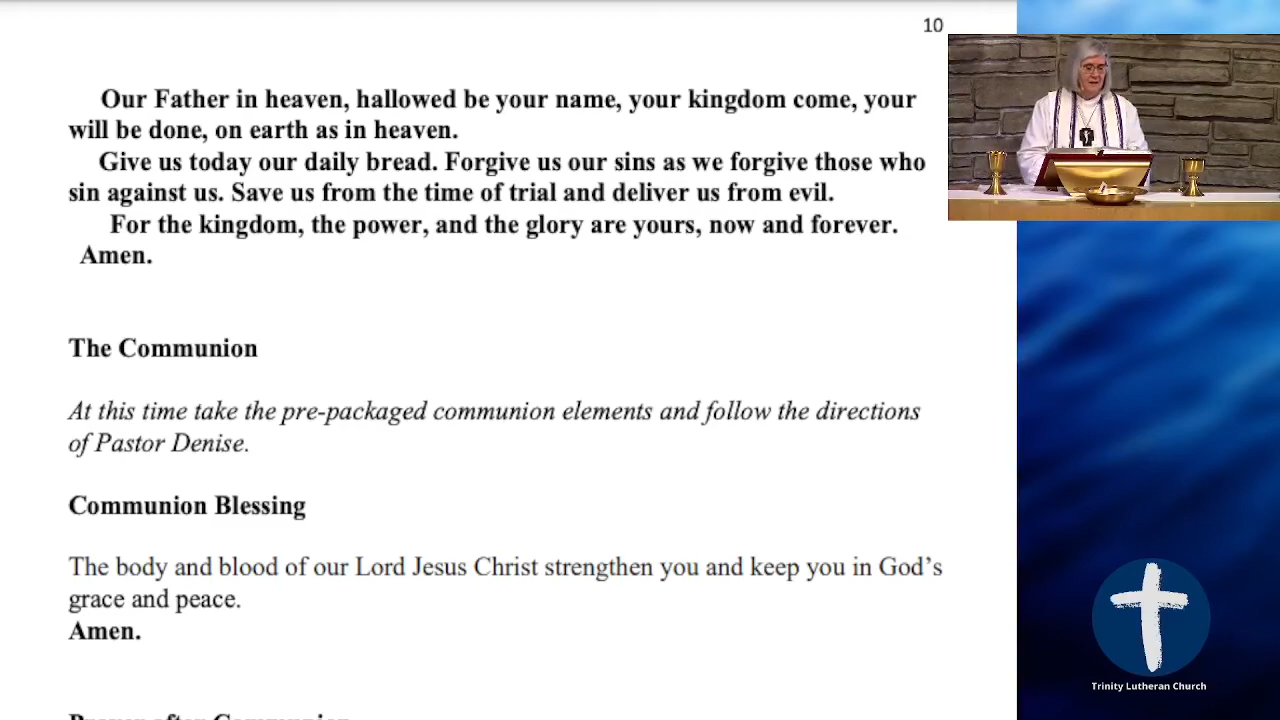 10
Our Father in heaven, hallowed be your name, your kingdom come, your
will be done, on earth as in heaven.
Give us today our daily bread. Forgive us our sins as we forgive those who
sin against us. Save us from the time of trial and deliver us from evil.
For the kingdom, the power, and the glory are yours, now and forever.
Amen.
The Communion
At this time take the pre-packaged communion elements and follow the directions
of Pastor Denise.
Communion Blessing
The body and blood of our Lord Jesus Christ strengthen you and keep you in God’s
grace and peace.
Amen.
Prayer after Communion
Trinity Lutheran Church